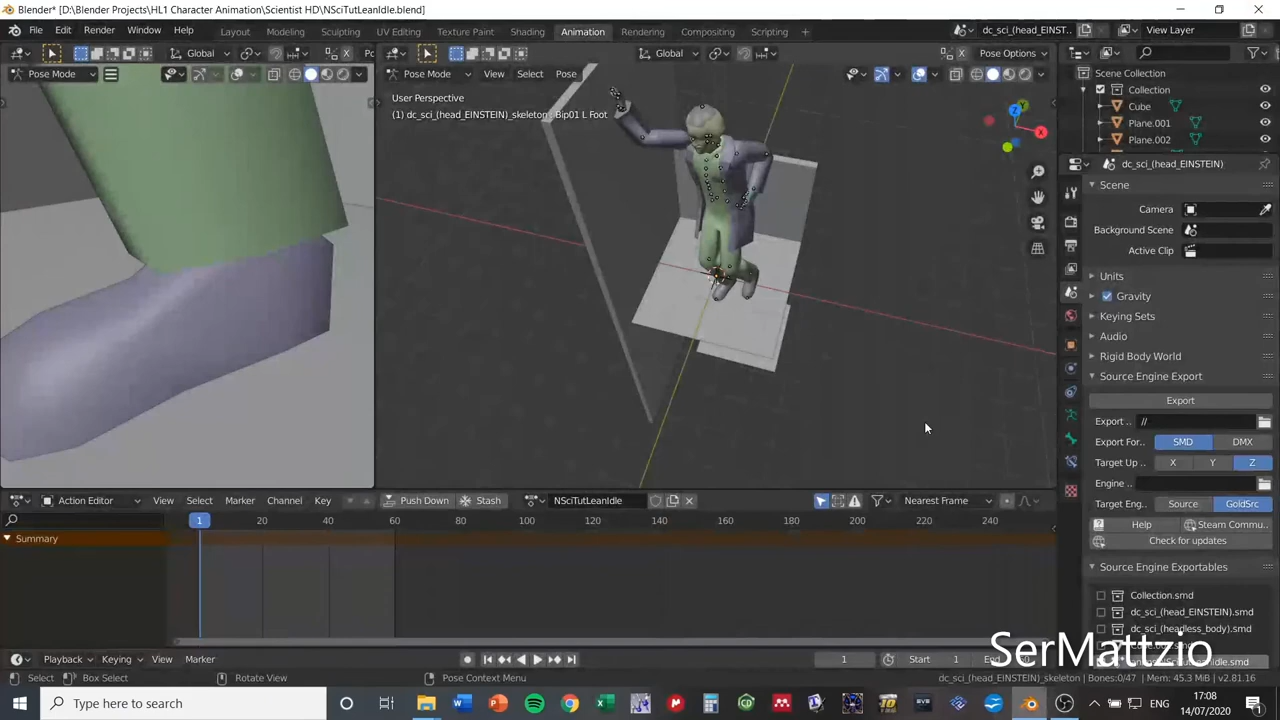 Blender* [D:\Blender Projects\HL1 Character Animation\Scientist HD\NSciTutLeanIdle.blend]
File Edit Render Window Help Layout Modeling Sculpting UV Editing Texture Paint Shading Animation Rendering Compositing Scripting + dc_sci_(head_EINST.. View Layer
Global Po Global Pose Options
Pose Mode Pose Mode View Select Pose
Scene Collection
Collection
Cube
Plane.001
Plane.002
User Perspective
(1) dc_sci_(head_EINSTEIN)_skeleton : Bip01 L Foot
X
Y
Z
dc_sci_(head_EINSTEIN)
Scene
Camera
Background Scene
Active Clip
Units
Gravity
Keying Sets
Audio
Rigid Body World
Source Engine Export
Export
Export .. //
Export For.. SMD DMX
Target Up .. X Y Z
Engine ..
Target Eng.. Source GoldSrc
Help Steam Commu..
Check for updates
Source Engine Exportables
Collection.smd
dc_sci_(head_EINSTEIN).smd
dc_sci_(headless_body).smd
Action Editor View Select Marker Channel Key Push Down Stash NSciTutLeanIdle Nearest Frame
1 20 40 60 80 100 120 140 160 180 200 220 240
Summary
SerMattzio
Playback Keying View Marker 1 Start 1 End
Select Box Select Rotate View Pose Context Menu dc_sci_(head_EINSTEIN)_skeleton | Bones:0/47 | Mem: 45.3 MiB | v2.81.16
Type here to search
ENG
17:08
14/07/2020